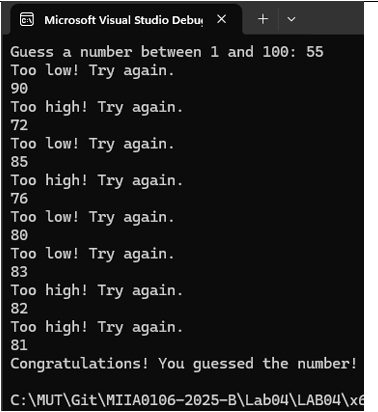 Microsoft Visual Studio Debug
Guess a number between 1 and 100: 55
Too low! Try again.
90
Too high! Try again.
72
Too low! Try again.
85
Too high! Try again.
76
Too low! Try again.
80
Too low! Try again.
83
Too high! Try again.
82
Too high! Try again.
81
Congratulations! You guessed the number!
C:\MUT\Git\MIIA0106-2025-B\Lab04\LAB04\x6